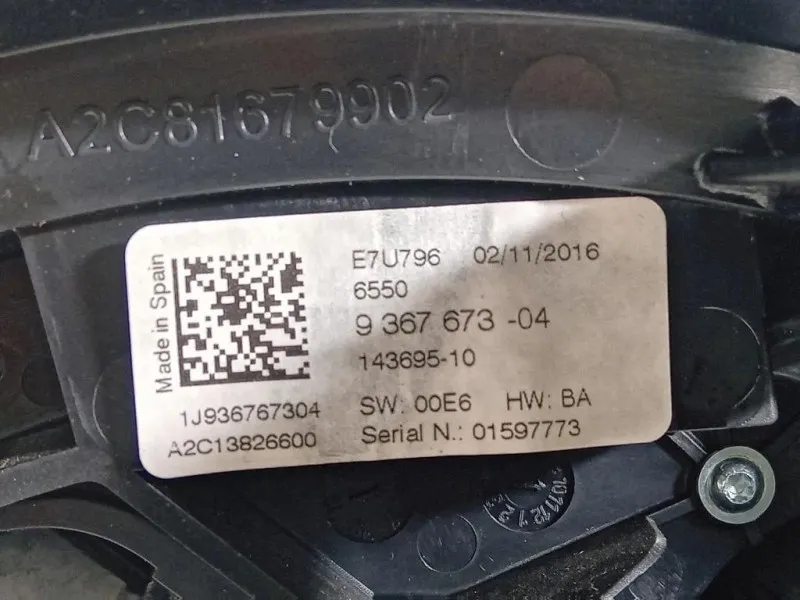 A2C81679902
Made in Spain
E7U796 02/11/2016
6550
9 367 673 -04
143695-10
1J936767304 SW: 00E6 HW: BA
A2C13826600 Serial N.: 01597773